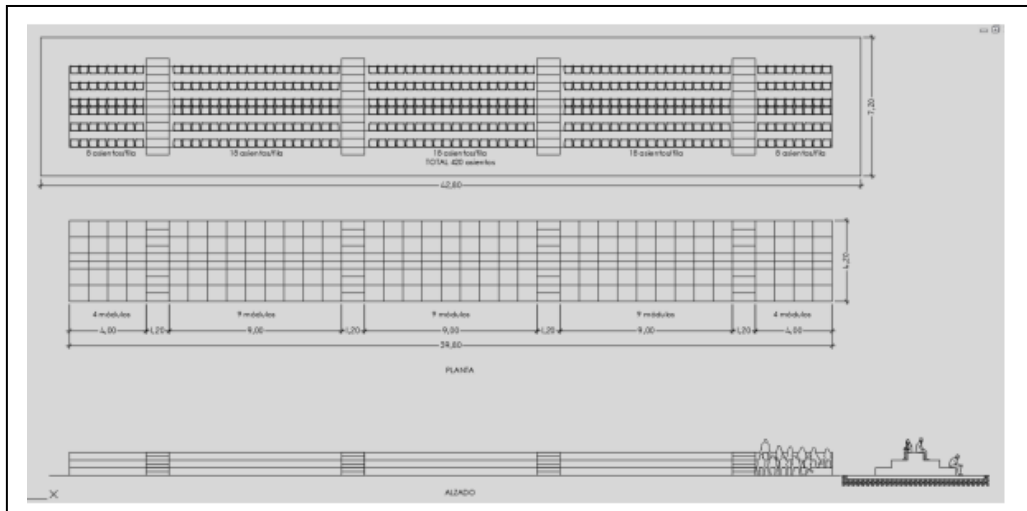 8 asientos/fila 18 asientos/fila 18 asientos/fila 18 asientos/fila 8 asientos/fila
TOTAL 420 asientos
7,20
42,80
4,20
4 módulos 9 módulos 9 módulos 9 módulos 4 módulos
4,00 1,20 9,00 1,20 9,00 1,20 9,00 1,20 4,00
39,80
PLANTA
ALZADO
X